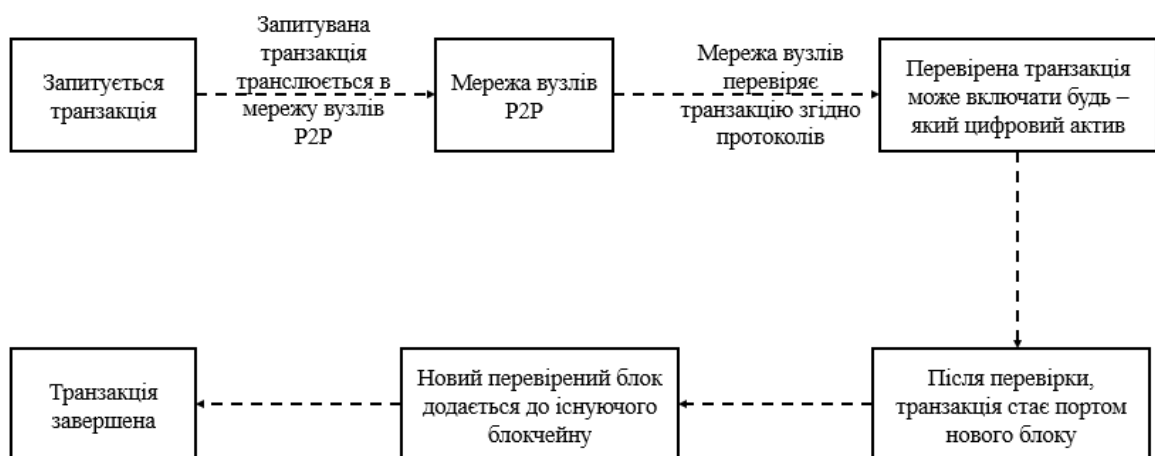 Запитується
транзакція
Запитувана
транзакція
транслюється в
мережу вузлів
P2P
Мережа вузлів
P2P
Мережа вузлів
перевіряє
транзакцію згідно
протоколів
Перевірена транзакція
може включати будь –
який цифровий актив
Транзакція
завершена
Новий перевірений блок
додається до існуючого
блокчейну
Після перевірки,
транзакція стає портом
нового блоку